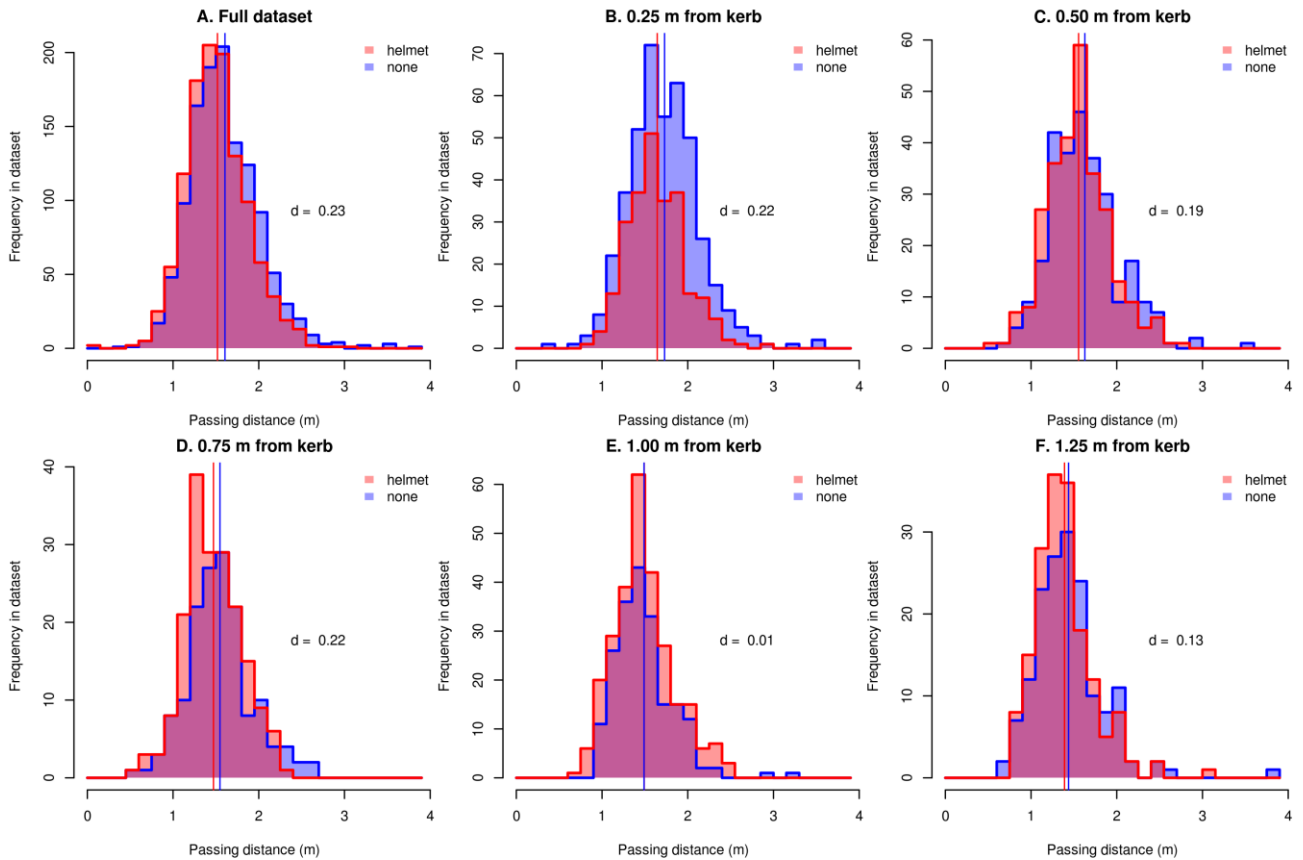 A. Full dataset
helmet
none
Frequency in dataset
200
150
50
0
d = 0.23
0 1 2 3 4
Passing distance (m)
B. 0.25 m from kerb
helmet
none
Frequency in dataset
70
60
50
40
30
20
10
0
d = 0.22
0 1 2 3 4
Passing distance (m)
C. 0.50 m from kerb
helmet
none
Frequency in dataset
60
50
40
30
20
10
0
d = 0.19
0 1 2 3 4
Passing distance (m)
D. 0.75 m from kerb
helmet
none
Frequency in dataset
40
30
20
10
0
d = 0.22
0 1 2 3 4
Passing distance (m)
E. 1.00 m from kerb
helmet
none
Frequency in dataset
60
50
40
30
20
10
0
d = 0.01
0 1 2 3 4
Passing distance (m)
F. 1.25 m from kerb
helmet
none
Frequency in dataset
30
20
10
0
d = 0.13
0 1 2 3 4
Passing distance (m)